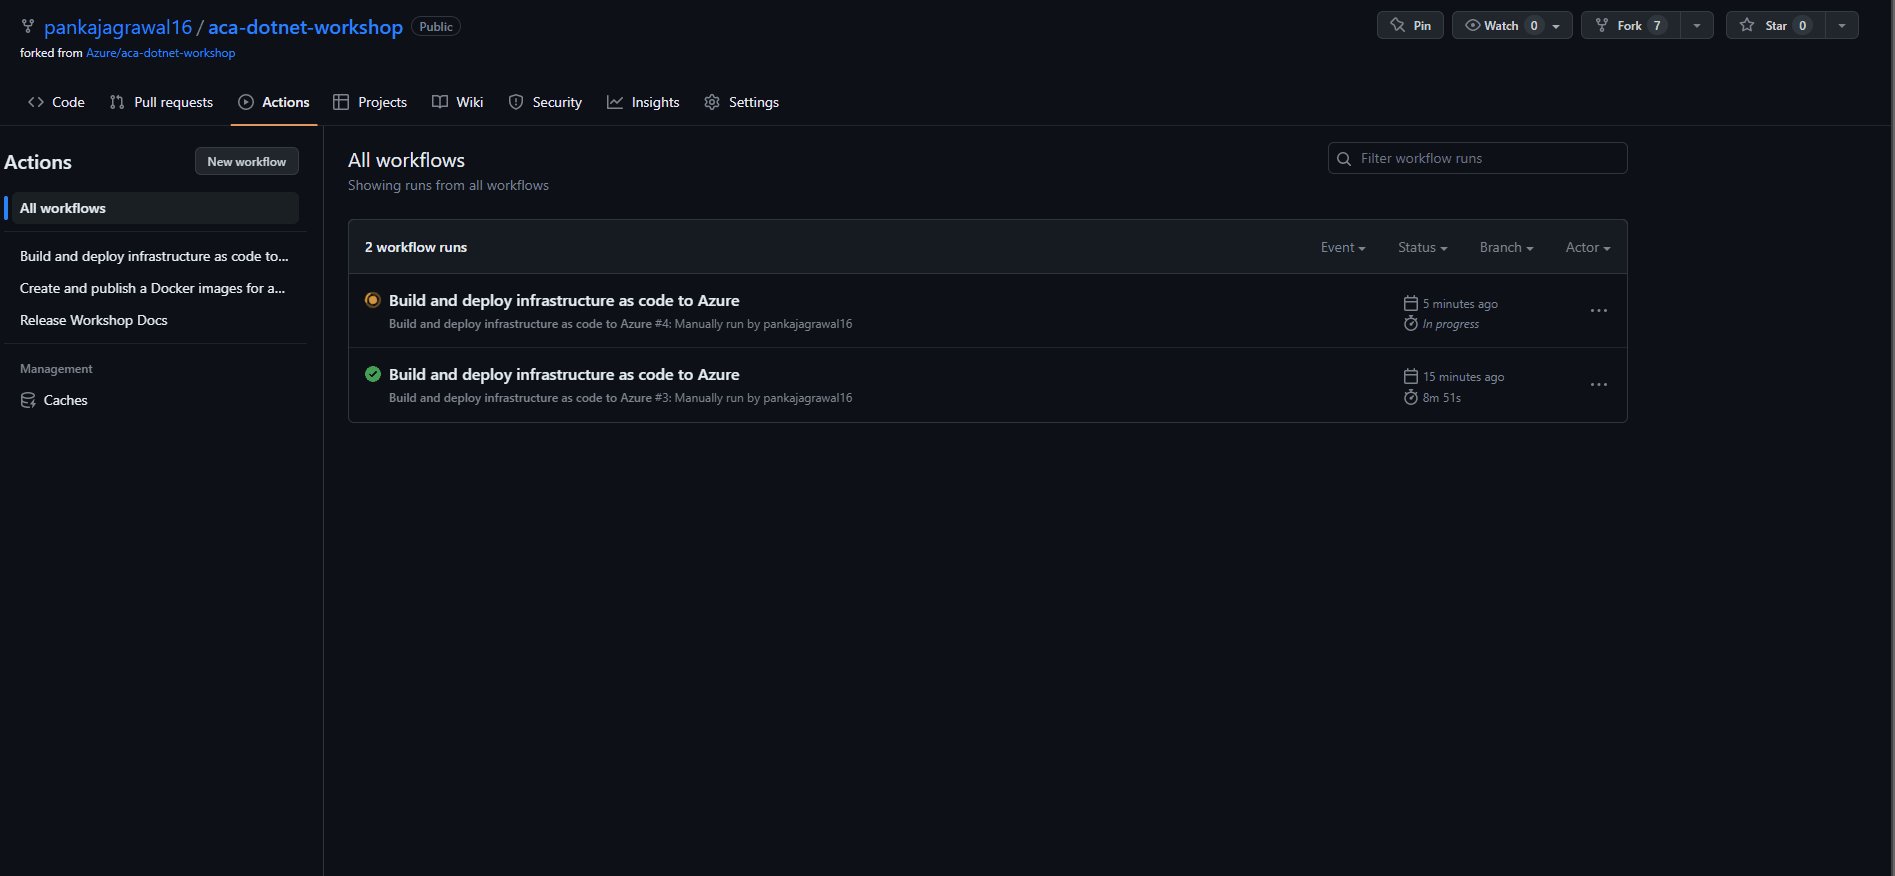 pankajagrawal16 / aca-dotnet-workshop Public
Pin Watch 0 Fork 7 Star 0
forked from Azure/aca-dotnet-workshop
Code Pull requests Actions Projects Wiki Security Insights Settings
Actions New workflow
All workflows
Build and deploy infrastructure as code to...
Create and publish a Docker images for a...
Release Workshop Docs
Management
Caches
All workflows
Showing runs from all workflows
Filter workflow runs
2 workflow runs Event Status Branch Actor
Build and deploy infrastructure as code to Azure
Build and deploy infrastructure as code to Azure #4: Manually run by pankajagrawal16
5 minutes ago
In progress
Build and deploy infrastructure as code to Azure
Build and deploy infrastructure as code to Azure #3: Manually run by pankajagrawal16
15 minutes ago
8m 51s